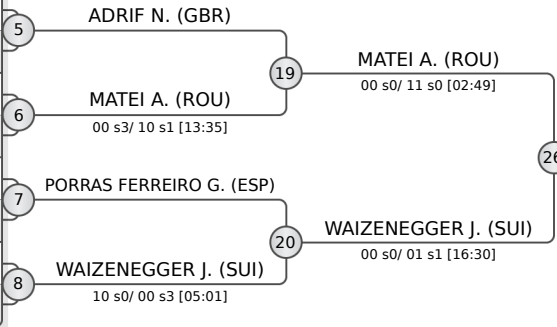 5
ADRIF N. (GBR)
19
MATEI A. (ROU)
00 s0/ 11 s0 [02:49]
6
MATEI A. (ROU)
00 s3/ 10 s1 [13:35]
26
7
PORRAS FERREIRO G. (ESP)
20
WAIZENEGGER J. (SUI)
00 s0/ 01 s1 [16:30]
8
WAIZENEGGER J. (SUI)
10 s0/ 00 s3 [05:01]